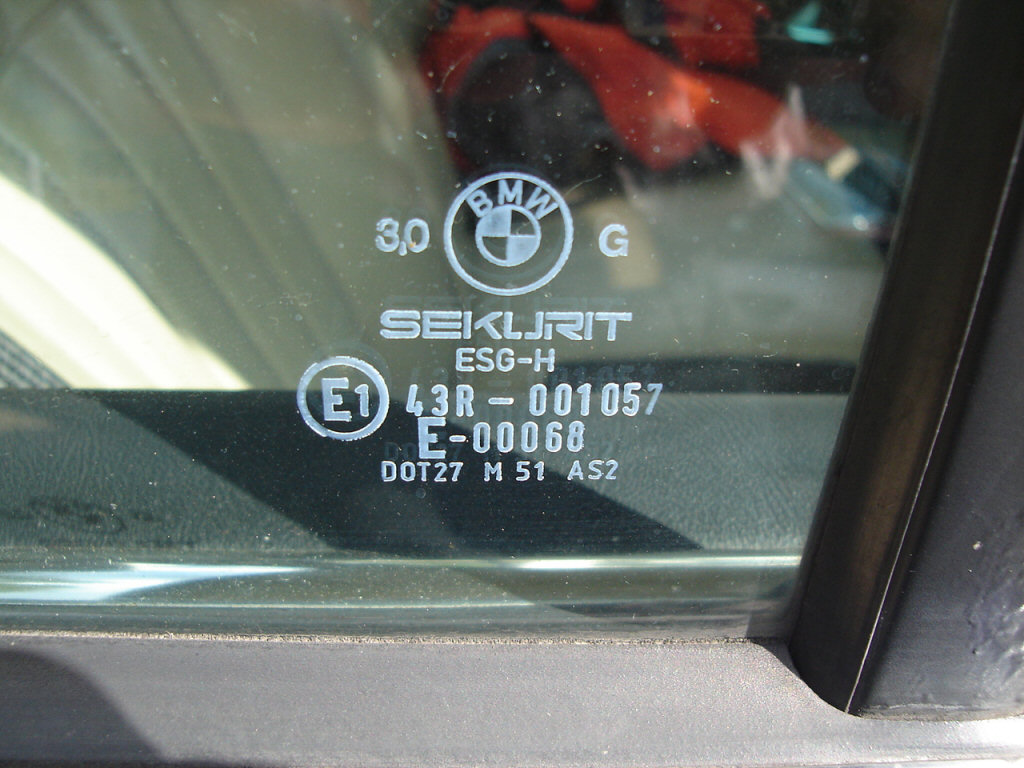 BMW
3,0 G
SEKURIT
ESG-H
E1 43R - 001057
E-00068
DOT27 M 51 AS2